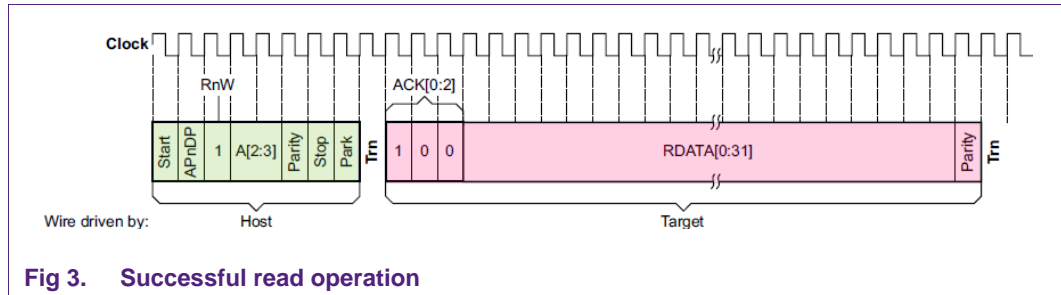 Clock
RnW
ACK[0:2]
Start
APnDP
1
A[2:3]
Parity
Stop
Park
Trn
1
0
0
RDATA[0:31]
Parity
Trn
Wire driven by:
Host
Target
Fig 3. Successful read operation